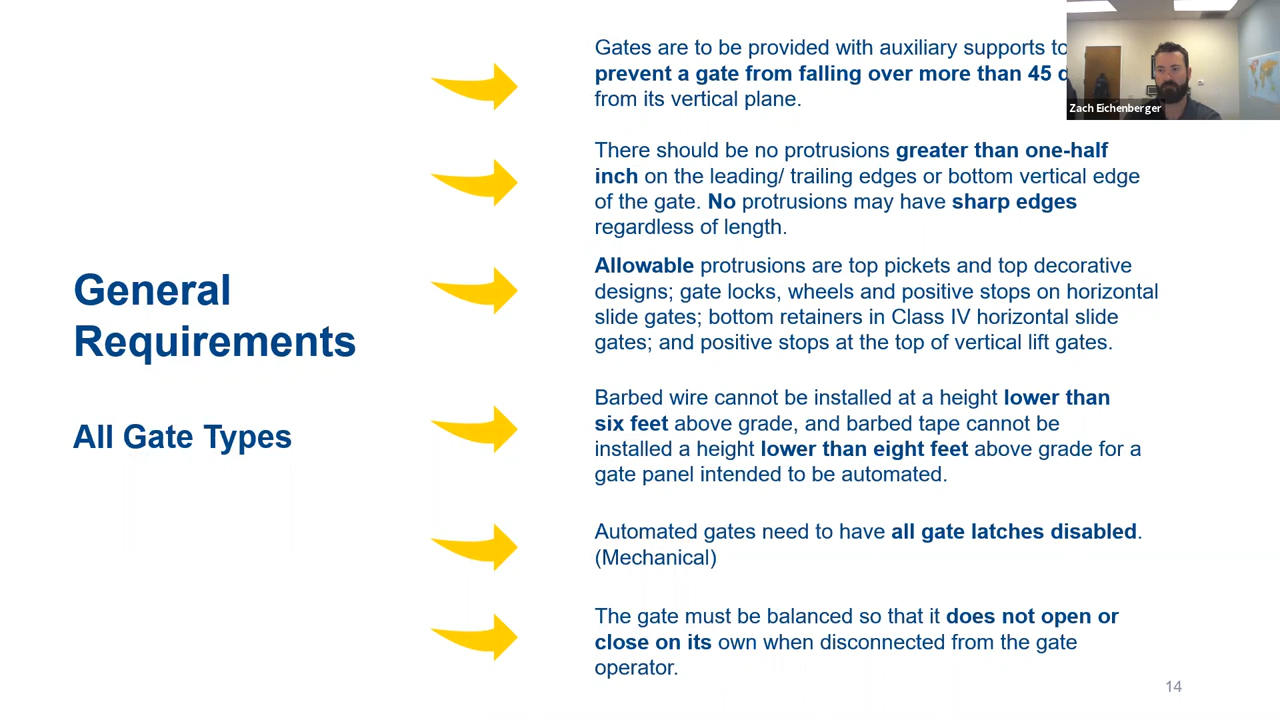 General
Requirements
All Gate Types
Gates are to be provided with auxiliary supports to
prevent a gate from falling over more than 45
from its vertical plane.
There should be no protrusions greater than one-half
inch on the leading/ trailing edges or bottom vertical edge
of the gate. No protrusions may have sharp edges
regardless of length.
Allowable protrusions are top pickets and top decorative
designs; gate locks, wheels and positive stops on horizontal
slide gates; bottom retainers in Class IV horizontal slide
gates; and positive stops at the top of vertical lift gates.
Barbed wire cannot be installed at a height lower than
six feet above grade, and barbed tape cannot be
installed a height lower than eight feet above grade for a
gate panel intended to be automated.
Automated gates need to have all gate latches disabled.
(Mechanical)
The gate must be balanced so that it does not open or
close on its own when disconnected from the gate
operator.
14
Zach Eichenberger